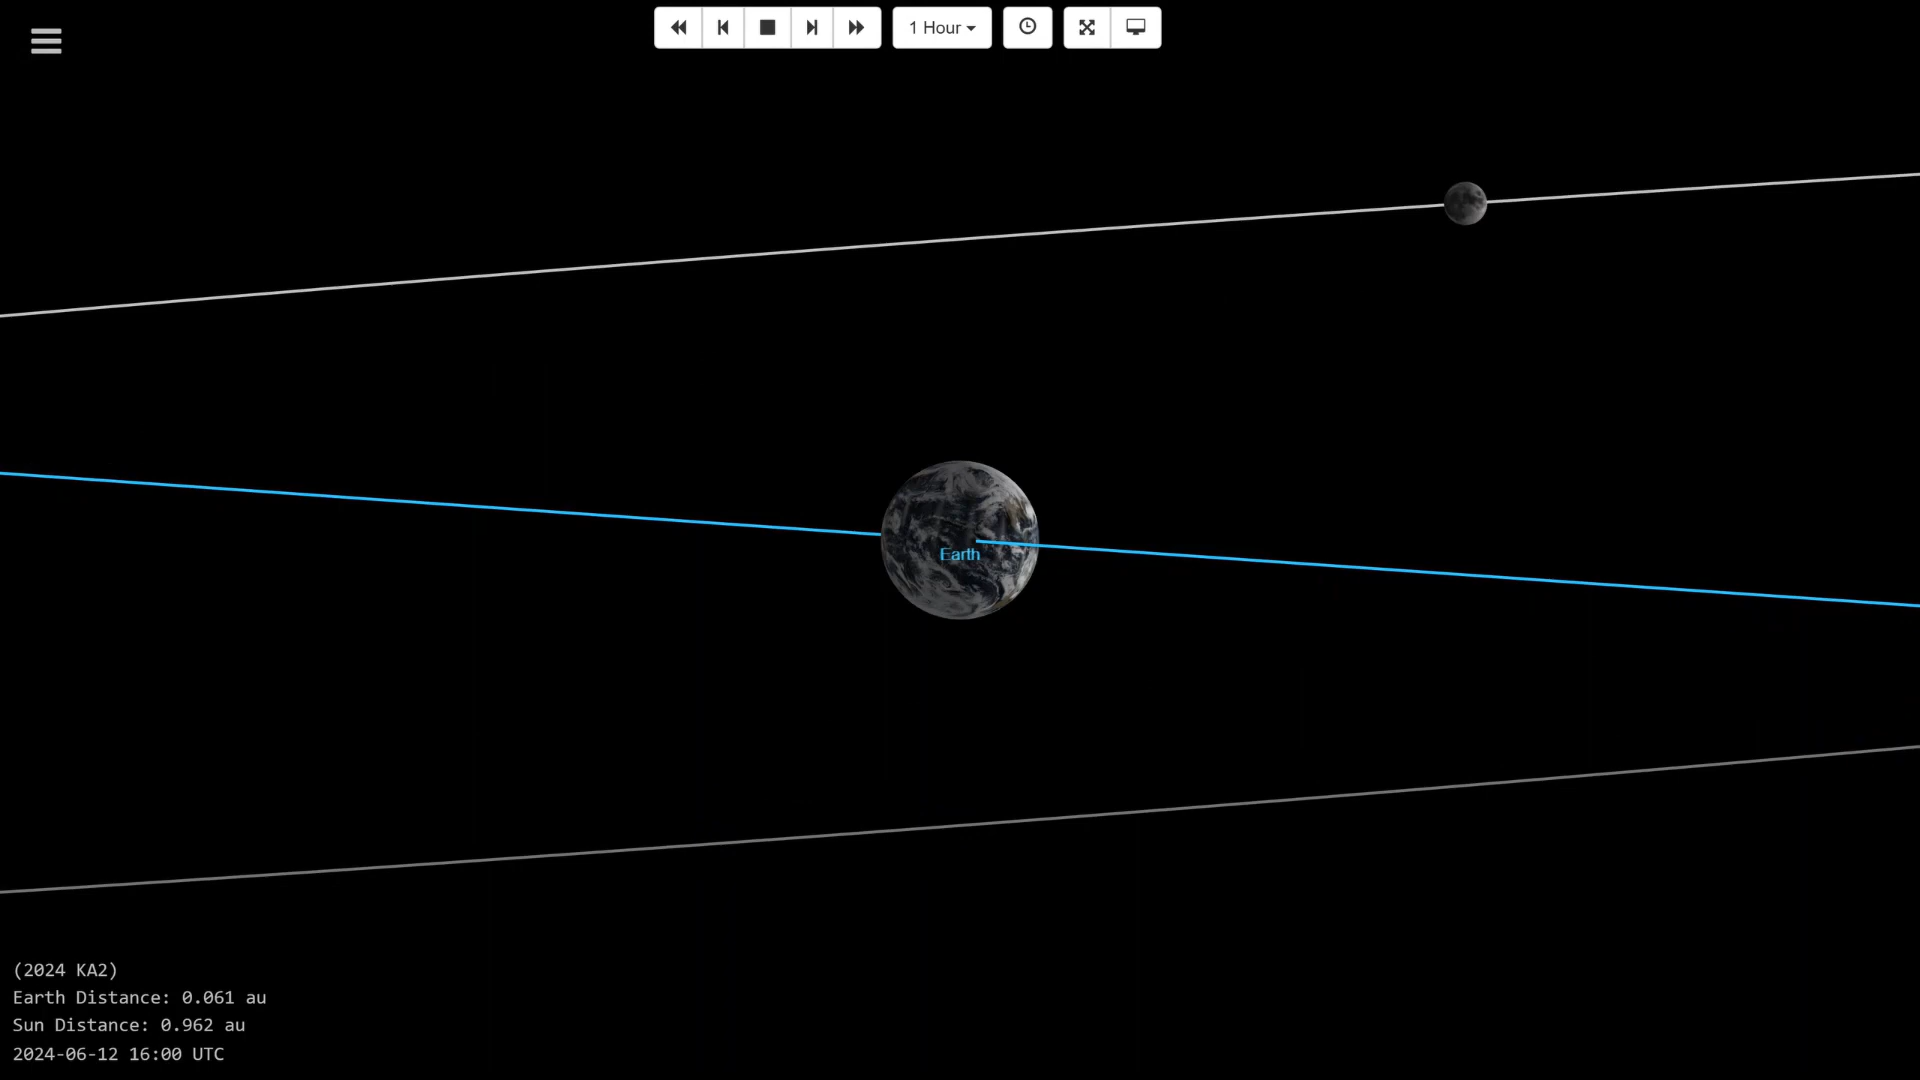 1 Hour
Earth
(2024 KA2)
Earth Distance: 0.061 au
Sun Distance: 0.962 au
2024-06-12 16:00 UTC